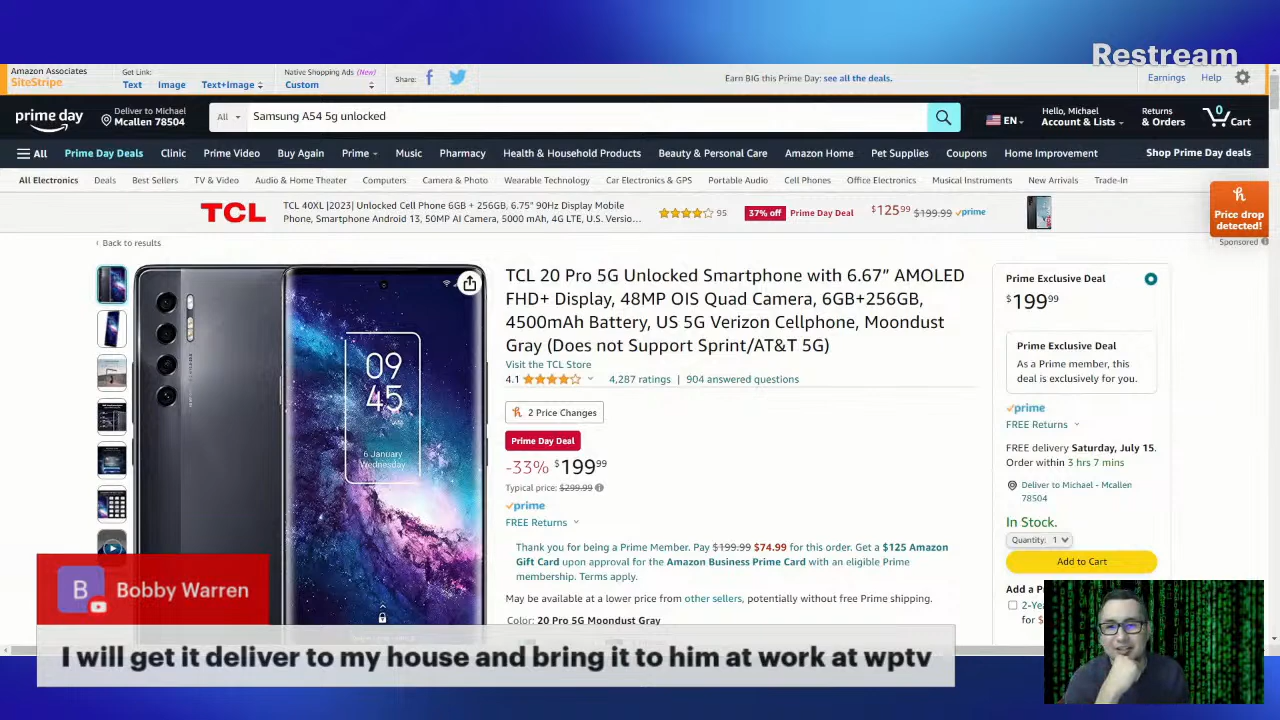 Restream
Amazon Associates
SiteStripe
Get Link:
Text Image Text+Image
Native Shopping Ads (New)
Custom
Share:
Earn BIG this Prime Day: see all the deals.
Earnings Help
prime day
Deliver to Michael
Mcallen 78504
All
Samsung A54 5g unlocked
EN
Hello, Michael
Account & Lists
Returns
& Orders
0
Cart
All Prime Day Deals Clinic Prime Video Buy Again Prime Music Pharmacy Health & Household Products Beauty & Personal Care Amazon Home Pet Supplies Coupons Home Improvement Shop Prime Day deals
All Electronics Deals Best Sellers TV & Video Audio & Home Theater Computers Camera & Photo Wearable Technology Car Electronics & GPS Portable Audio Cell Phones Office Electronics Musical Instruments New Arrivals Trade-In
TCL
TCL 40XL |2023| Unlocked Cell Phone 6GB + 256GB, 6.75" 90Hz Display Mobile
Phone, Smartphone Android 13, 50MP AI Camera, 5000 mAh, 4G LTE, U.S. Versio...
95
37% off Prime Day Deal
$125.99 $199.99 prime
Price drop
detected!
Sponsored
‹ Back to results
09
45
6 January
Wednesday
TCL 20 Pro 5G Unlocked Smartphone with 6.67” AMOLED
FHD+ Display, 48MP OIS Quad Camera, 6GB+256GB,
4500mAh Battery, US 5G Verizon Cellphone, Moondust
Gray (Does not Support Sprint/AT&T 5G)
Visit the TCL Store
4.1 4,287 ratings | 904 answered questions
2 Price Changes
Prime Day Deal
-33% $199 99
Typical price: $299.99
prime
FREE Returns
Thank you for being a Prime Member. Pay $199.99 $74.99 for this order. Get a $125 Amazon
Gift Card upon approval for the Amazon Business Prime Card with an eligible Prime
membership. Terms apply.
May be available at a lower price from other sellers, potentially without free Prime shipping.
Color: 20 Pro 5G Moondust Gray
Prime Exclusive Deal
$199 99
Prime Exclusive Deal
As a Prime member, this
deal is exclusively for you.
prime
FREE Returns
FREE delivery Saturday, July 15.
Order within 3 hrs 7 mins
Deliver to Michael - Mcallen
78504
In Stock.
Quantity: 1
Add to Cart
Add a P
2-Ye
for $
B
Bobby Warren
I will get it deliver to my house and bring it to him at work at wptv